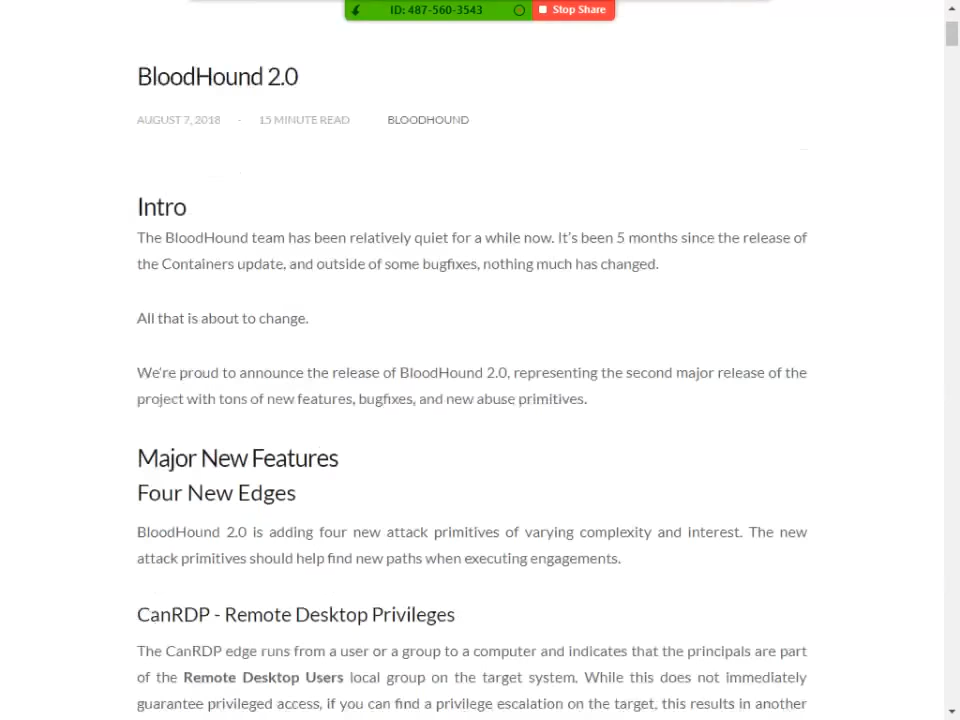 ID: 487-560-3543 Stop Share
BloodHound 2.0
AUGUST 7, 2018 - 15 MINUTE READ BLOODHOUND
Intro
The BloodHound team has been relatively quiet for a while now. It's been 5 months since the release of
the Containers update, and outside of some bugfixes, nothing much has changed.
All that is about to change.
We're proud to announce the release of BloodHound 2.0, representing the second major release of the
project with tons of new features, bugfixes, and new abuse primitives.
Major New Features
Four New Edges
BloodHound 2.0 is adding four new attack primitives of varying complexity and interest. The new
attack primitives should help find new paths when executing engagements.
CanRDP - Remote Desktop Privileges
The CanRDP edge runs from a user or a group to a computer and indicates that the principals are part
of the Remote Desktop Users local group on the target system. While this does not immediately
guarantee privileged access, if you can find a privilege escalation on the target, this results in another